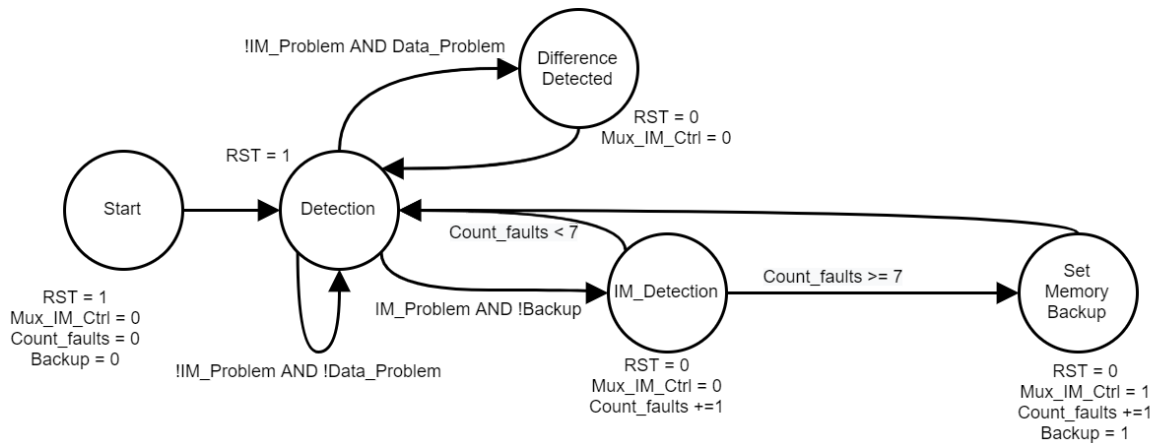 !IM_Problem AND Data_Problem
Difference
Detected
RST = 0
Mux_IM_Ctrl = 0
RST = 1
Start
Detection
Count_faults < 7
RST = 1
Mux_IM_Ctrl = 0
Count_faults = 0
Backup = 0
IM_Problem AND !Backup
!IM_Problem AND !Data_Problem
IM_Detection
RST = 0
Mux_IM_Ctrl = 0
Count_faults +=1
Count_faults >= 7
Set
Memory
Backup
RST = 0
Mux_IM_Ctrl = 1
Count_faults +=1
Backup = 1